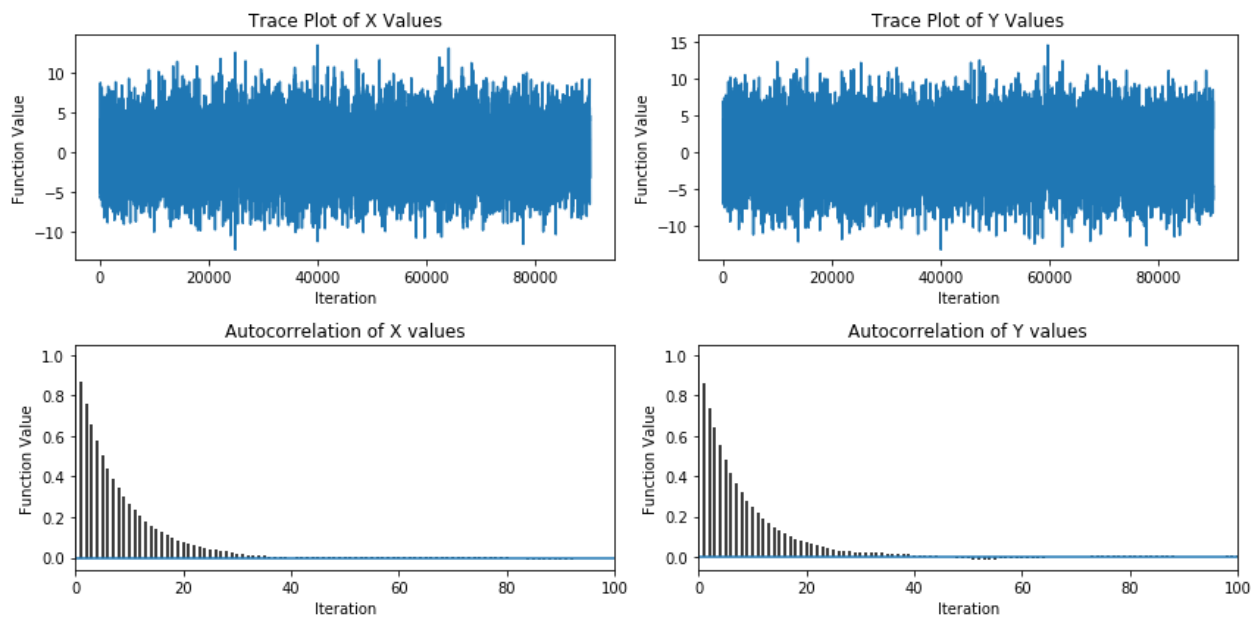 Trace Plot of X Values
Function Value
10
5
0
−5
−10
0 20000 40000 60000 80000
Iteration
Trace Plot of Y Values
Function Value
15
10
5
0
−5
−10
0 20000 40000 60000 80000
Iteration
Autocorrelation of X values
Function Value
1.0
0.8
0.6
0.4
0.2
0.0
0 20 40 60 80 100
Iteration
Autocorrelation of Y values
Function Value
1.0
0.8
0.6
0.4
0.2
0.0
0 20 40 60 80 100
Iteration